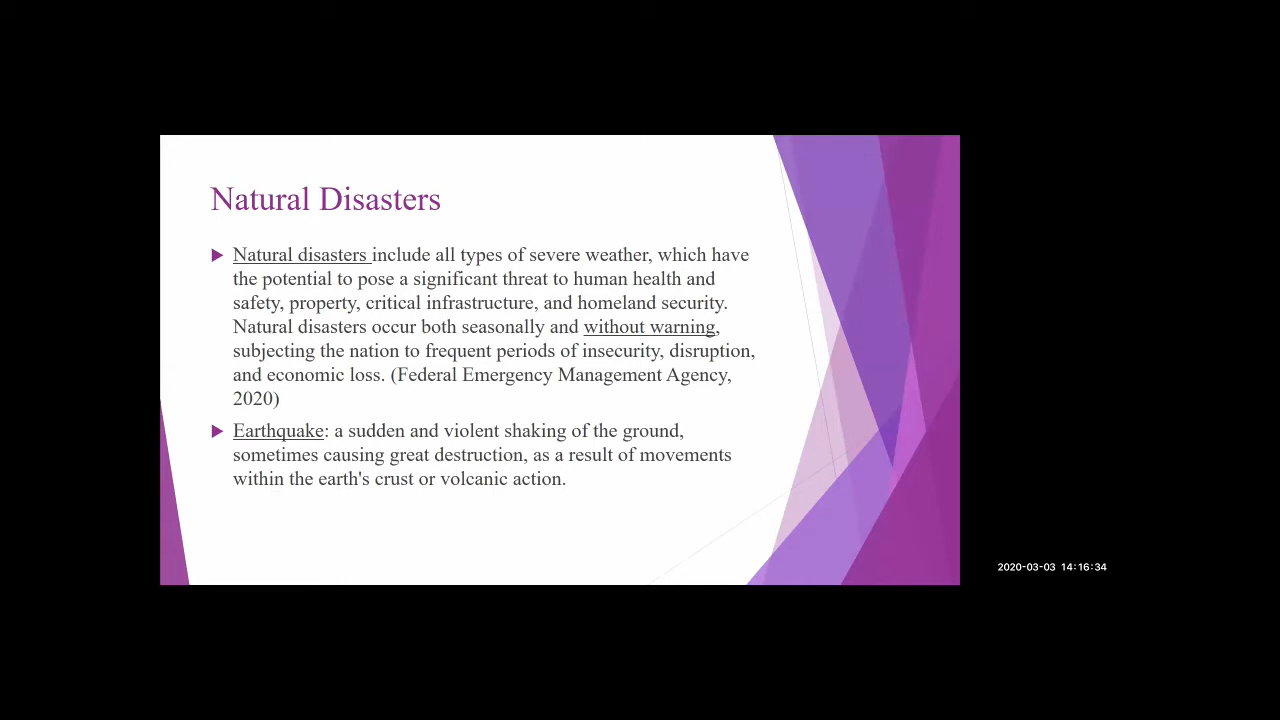 Natural Disasters
Natural disasters include all types of severe weather, which have
the potential to pose a significant threat to human health and
safety, property, critical infrastructure, and homeland security.
Natural disasters occur both seasonally and without warning,
subjecting the nation to frequent periods of insecurity, disruption,
and economic loss. (Federal Emergency Management Agency,
2020)
Earthquake: a sudden and violent shaking of the ground,
sometimes causing great destruction, as a result of movements
within the earth's crust or volcanic action.
2020-03-03 14:16:34